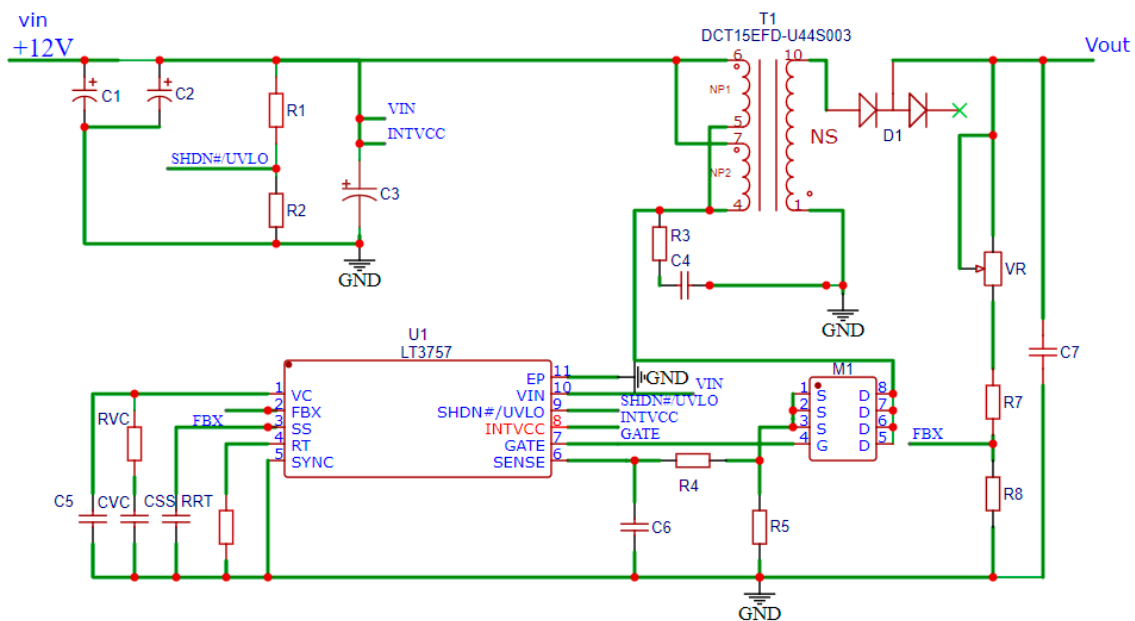 vin
+12V
T1
DCT15EFD-U44S003
Vout
6
10
C1
C2
R1
VIN
INTVCC
NP1
5
7
NS
D1
SHDN#/UVLO
R2
C3
NP2
4
1
R3
C4
VR
GND
GND
U1
LT3757
C7
11
EP
GND
M1
1
VC
10
VIN
VIN
1
S
D
8
RVC
2
FBX
SHDN#/UVLO
9
SHDN#/UVLO
2
S
D
7
R7
FBX
3
SS
INTVCC
8
INTVCC
3
S
D
6
4
RT
GATE
7
GATE
4
G
D
5
FBX
5
SYNC
SENSE
6
R4
C5
CVC
CSS
RRT
C6
R5
R8
GND